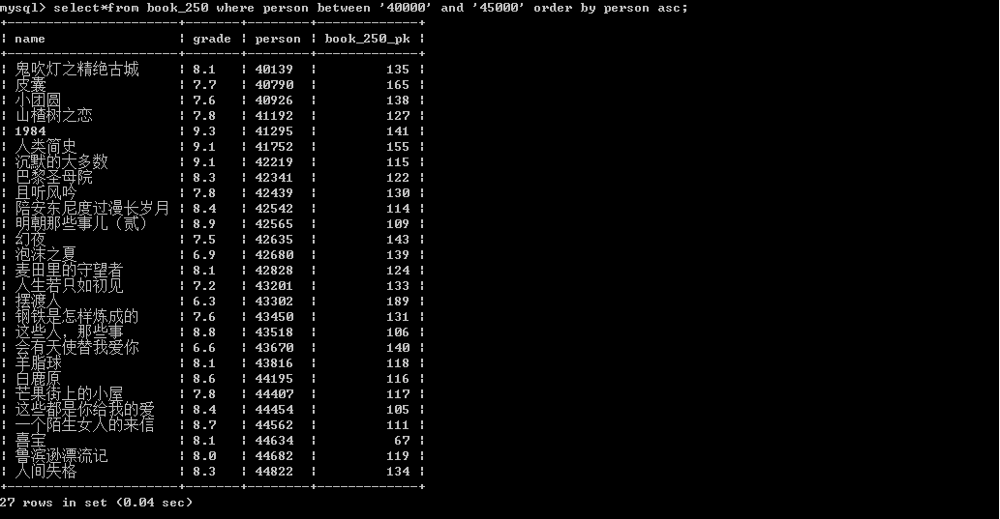 mysql> select*from book_250 where person between '40000' and '45000' order by person asc;
+----------------------+-------+--------+-------------+
| name | grade | person | book_250_pk |
+----------------------+-------+--------+-------------+
| 鬼吹灯之精绝古城 | 8.1 | 40139 | 135 |
| 皮囊 | 7.7 | 40790 | 165 |
| 小团圆 | 7.6 | 40926 | 138 |
| 山楂树之恋 | 7.8 | 41192 | 127 |
| 1984 | 9.3 | 41295 | 141 |
| 人类简史 | 9.1 | 41752 | 155 |
| 沉默的大多数 | 9.1 | 42219 | 115 |
| 巴黎圣母院 | 8.3 | 42341 | 122 |
| 且听风吟 | 7.8 | 42439 | 130 |
| 陪安东尼度过漫长岁月 | 8.4 | 42542 | 114 |
| 明朝那些事儿（贰） | 8.9 | 42565 | 109 |
| 幻夜 | 7.5 | 42635 | 143 |
| 泡沫之夏 | 6.9 | 42680 | 139 |
| 麦田里的守望者 | 8.1 | 42828 | 124 |
| 人生若只如初见 | 7.2 | 43201 | 133 |
| 摆渡人 | 6.3 | 43302 | 189 |
| 钢铁是怎样炼成的 | 7.6 | 43450 | 131 |
| 这些人，那些事 | 8.8 | 43518 | 106 |
| 会有天使替我爱你 | 6.6 | 43670 | 140 |
| 羊脂球 | 8.1 | 43816 | 118 |
| 白鹿原 | 8.6 | 44195 | 116 |
| 芒果街上的小屋 | 7.8 | 44407 | 117 |
| 这些都是你给我的爱 | 8.4 | 44454 | 105 |
| 一个陌生女人的来信 | 8.7 | 44562 | 111 |
| 喜宝 | 8.1 | 44634 | 67 |
| 鲁滨逊漂流记 | 8.0 | 44682 | 119 |
| 人间失格 | 8.3 | 44822 | 134 |
+----------------------+-------+--------+-------------+
27 rows in set (0.04 sec)